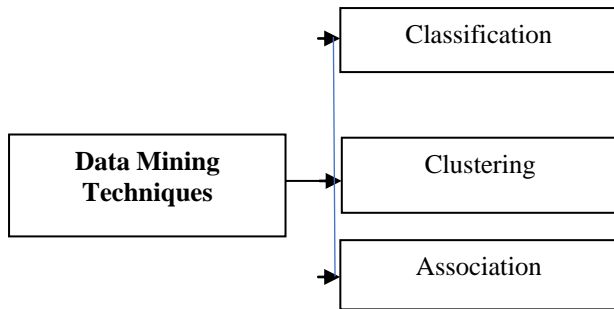 Classification
Data Mining
Techniques
Clustering
Association